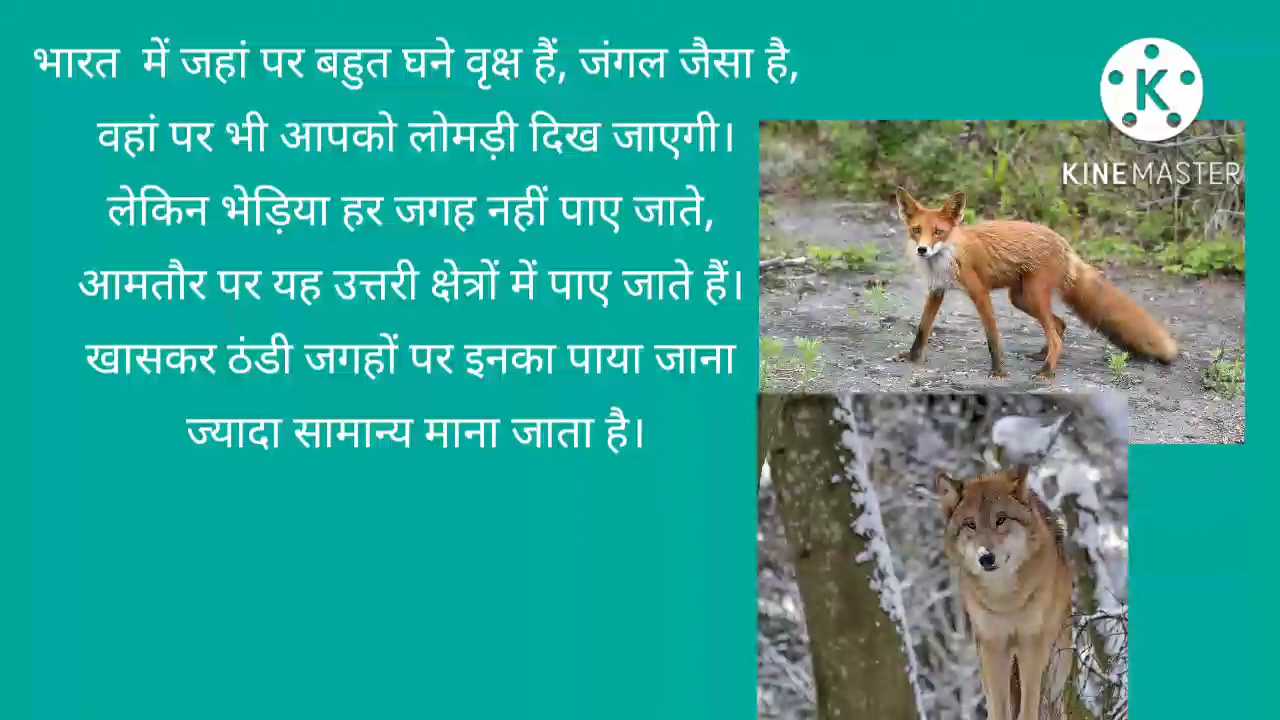 भारत में जहां पर बहुत घने वृक्ष हैं, जंगल जैसा है,
वहां पर भी आपको लोमड़ी दिख जाएगी।
लेकिन भेड़िया हर जगह नहीं पाए जाते,
आमतौर पर यह उत्तरी क्षेत्रों में पाए जाते हैं।
खासकर ठंडी जगहों पर इनका पाया जाना
ज्यादा सामान्य माना जाता है।
K
KINEMASTER